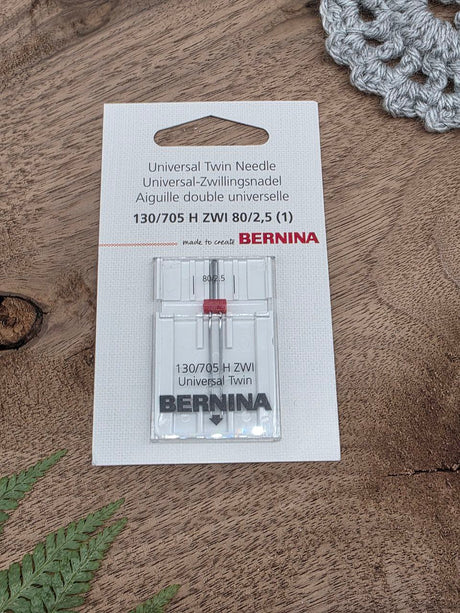 Universal Twin Needle
Universal-Zwillingsnadel
Aiguille double universelle
130/705 H ZWI 80/2,5 (1)
made to create BERNINA
80/2.5
130/705 H ZWI
Universal Twin
BERNINA